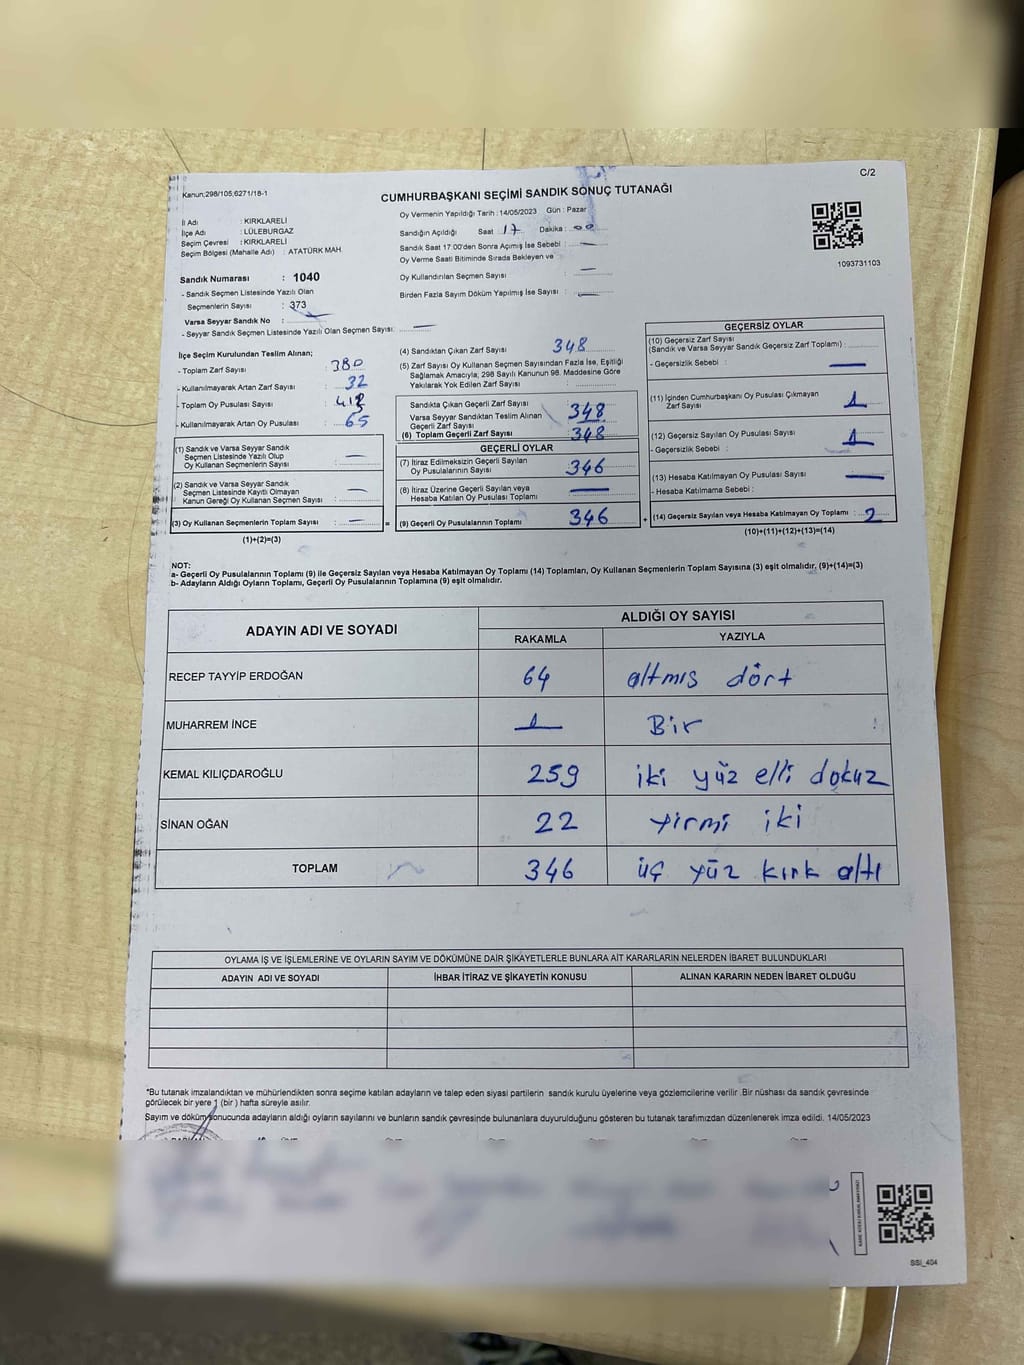 C/2
Kanun;298/105,6271/18-1
CUMHURBAŞKANI SEÇİMİ SANDIK SONUÇ TUTANAĞI
İl Adı : KIRKLARELİ
İlçe Adı : LÜLEBURGAZ
Seçim Çevresi : KIRKLARELİ
Seçim Bölgesi (Mahalle Adı) : ATATÜRK MAH.
Sandık Numarası : 1040
- Sandık Seçmen Listesinde Yazılı Olan
Seçmenlerin Sayısı : 373
Varsa Seyyar Sandık No :
- Seyyar Sandık Seçmen Listesinde Yazılı Olan Seçmen Sayısı: —
Oy Vermenin Yapıldığı Tarih : 14/05/2023 Gün : Pazar
Sandığın Açıldığı Saat 17 Dakika : 00
Sandık Saat 17:00'den Sonra Açımış İse Sebebi : —
Oy Verme Saati Bitiminde Sırada Bekleyen ve
Oy Kullandırılan Seçmen Sayısı : —
Birden Fazla Sayım Döküm Yapılmış İse Sayısı : —
1093731103
İlçe Seçim Kurulundan Teslim Alınan;
- Toplam Zarf Sayısı : 380
- Kullanılmayarak Artan Zarf Sayısı : 32
- Toplam Oy Pusulası Sayısı :
- Kullanılmayarak Artan Oy Pusulası : 65
(1) Sandık ve Varsa Seyyar Sandık
Seçmen Listesinde Yazılı Olup
Oy Kullanan Seçmenlerin Sayısı : —
(2) Sandık ve Varsa Seyyar Sandık
Seçmen Listesinde Kayıtlı Olmayan
Kanun Gereği Oy Kullanan Seçmen Sayısı : —
(3) Oy Kullanan Seçmenlerin Toplam Sayısı : — =
(1)+(2)=(3)
(4) Sandıktan Çıkan Zarf Sayısı : 348
(5) Zarf Sayısı Oy Kullanan Seçmen Sayısından Fazla İse, Eşitliği
Sağlamak Amacıyla; 298 Sayılı Kanunun 98. Maddesine Göre
Yakılarak Yok Edilen Zarf Sayısı :
Sandıkta Çıkan Geçerli Zarf Sayısı : 348
Varsa Seyyar Sandıktan Teslim Alınan
Geçerli Zarf Sayısı
(6) Toplam Geçerli Zarf Sayısı : 348
GEÇERLİ OYLAR
(7) İtiraz Edilmeksizin Geçerli Sayılan
Oy Pusulalarının Sayısı : 346
(8) İtiraz Üzerine Geçerli Sayılan veya
Hesaba Katılan Oy Pusulası Toplamı : —
(9) Geçerli Oy Pusulalarının Toplamı : 346 +
GEÇERSİZ OYLAR
(10) Geçersiz Zarf Sayısı
(Sandık ve Varsa Seyyar Sandık Geçersiz Zarf Toplamı) :
- Geçersizlik Sebebi : —
(11) İçinden Cumhurbaşkanı Oy Pusulası Çıkmayan
Zarf Sayısı : 1
(12) Geçersiz Sayılan Oy Pusulası Sayısı : 1
- Geçersizlik Sebebi :
(13) Hesaba Katılmayan Oy Pusulası Sayısı : —
- Hesaba Katılmama Sebebi :
(14) Geçersiz Sayılan veya Hesaba Katılmayan Oy Toplamı : 2
(10)+(11)+(12)+(13)=(14)
NOT:
a- Geçerli Oy Pusulalarının Toplamı (9) ile Geçersiz Sayılan veya Hesaba Katılmayan Oy Toplamı (14) Toplamları, Oy Kullanan Seçmenlerin Toplam Sayısına (3) eşit olmalıdır. (9)+(14)=(3)
b- Adayların Aldığı Oyların Toplamı, Geçerli Oy Pusulalarının Toplamına (9) eşit olmalıdır.
ADAYIN ADI VE SOYADI
ALDIĞI OY SAYISI
RAKAMLA YAZIYLA
RECEP TAYYİP ERDOĞAN 64 altmış dört
MUHARREM İNCE 1 Bir
KEMAL KILIÇDAROĞLU 259 iki yüz elli dokuz
SİNAN OĞAN 22 yirmi iki
TOPLAM 346 üç yüz kırk altı
OYLAMA İŞ VE İŞLEMLERİNE VE OYLARIN SAYIM VE DÖKÜMÜNE DAİR ŞİKAYETLERLE BUNLARA AİT KARARLARIN NELERDEN İBARET BULUNDUKLARI
ADAYIN ADI VE SOYADI İHBAR İTİRAZ VE ŞİKAYETİN KONUSU ALINAN KARARIN NEDEN İBARET OLDUĞU
*Bu tutanak imzalandıktan ve mühürlendikten sonra seçime katılan adayların ve talep eden siyasi partilerin sandık kurulu üyelerine veya gözlemcilerine verilir .Bir nüshası da sandık çevresinde
görülecek bir yere 1 (bir ) hafta süreyle asılır.
Sayım ve döküm sonucunda adayların aldığı oyların sayılarını ve bunların sandık çevresinde bulunanlara duyurulduğunu gösteren bu tutanak tarafımızdan düzenlenerek imza edildi. 14/05/2023
SSI_404